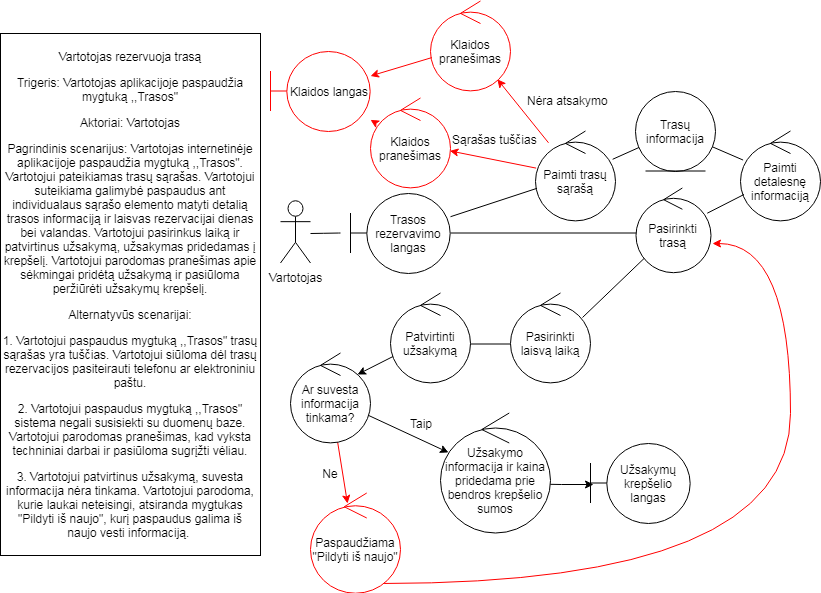 Vartotojas rezervuoja trasą
Trigeris: Vartotojas aplikacijoje paspaudžia
mygtuką ,,Trasos"
Aktoriai: Vartotojas
Pagrindinis scenarijus: Vartotojas internetinėje
aplikacijoje paspaudžia mygtuką ,,Trasos".
Vartotojui pateikiamas trasų sąrašas. Vartotojui
suteikiama galimybė paspaudus ant
individualaus sąrašo elemento matyti detalią
trasos informaciją ir laisvas rezervacijai dienas
bei valandas. Vartotojui pasirinkus laiką ir
patvirtinus užsakymą, užsakymas pridedamas į
krepšelį. Vartotojui parodomas pranešimas apie
sėkmingai pridėtą užsakymą ir pasiūloma
peržiūrėti užsakymų krepšelį.
Alternatyvūs scenarijai:
1. Vartotojui paspaudus mygtuką ,,Trasos" trasų
sąrašas yra tuščias. Vartotojui siūloma dėl trasų
rezervacijos pasiteirauti telefonu ar elektroniniu
paštu.
2. Vartotojui paspaudus mygtuką ,,Trasos"
sistema negali susisiekti su duomenų baze.
Vartotojui parodomas pranešimas, kad vyksta
techniniai darbai ir pasiūloma sugrįžti vėliau.
3. Vartotojui patvirtinus užsakymą, suvesta
informacija nėra tinkama. Vartotojui parodoma,
kurie laukai neteisingi, atsiranda mygtukas
"Pildyti iš naujo", kurį paspaudus galima iš
naujo vesti informaciją.
Klaidos langas
Klaidos
pranešimas
Klaidos
pranešimas
Nėra atsakymo
Sąrašas tuščias
Paimti trasų
sąrašą
Trasų
informacija
Paimti
detalesnę
informaciją
Vartotojas
Trasos
rezervavimo
langas
Pasirinkti
trasą
Patvirtinti
užsakymą
Pasirinkti
laisvą laiką
Ar suvesta
informacija
tinkama?
Taip
Ne
Užsakymo
informacija ir kaina
pridedama prie
bendros krepšelio
sumos
Užsakymų
krepšelio
langas
Paspaudžiama
"Pildyti iš naujo"